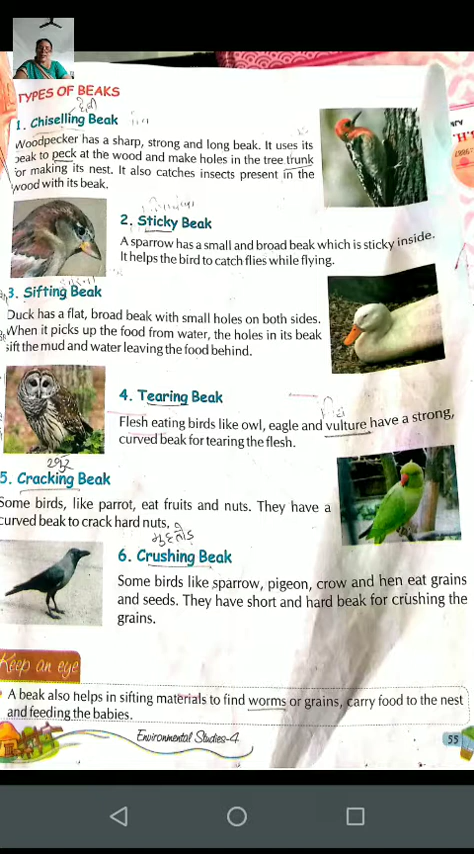 TYPES OF BEAKS
1. Chiselling Beak
Woodpecker has a sharp, strong and long beak. It uses its
beak to peck at the wood and make holes in the tree trunk
for making its nest. It also catches insects present in the
wood with its beak.
2. Sticky Beak
A sparrow has a small and broad beak which is sticky inside.
It helps the bird to catch flies while flying.
3. Sifting Beak
Duck has a flat, broad beak with small holes on both sides.
When it picks up the food from water, the holes in its beak
sift the mud and water leaving the food behind.
4. Tearing Beak
Flesh eating birds like owl, eagle and vulture have a strong,
curved beak for tearing the flesh.
5. Cracking Beak
Some birds, like parrot, eat fruits and nuts. They have a
curved beak to crack hard nuts,
6. Crushing Beak
Some birds like sparrow, pigeon, crow and hen eat grains
and seeds. They have short and hard beak for crushing the
grains.
Keep an eye
A beak also helps in sifting materials to find worms or grains, carry food to the nest
and feeding the babies.
Environmental Studies-4
55